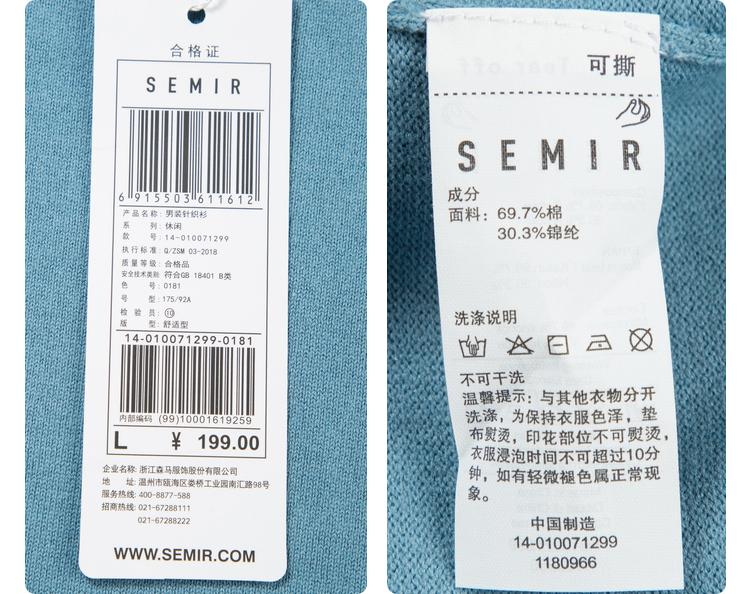 合格证
SEMIR
6 915503 611612
产品名称: 男装针织衫
系 列: 休闲
款 号: 14-010071299
执行标准: Q/ZSM 03-2018
质量等级: 合格品
安全技术类别: 符合GB 18401 B类
色 号: 0181
号 型: 175/92A
检 验 员: ⑩
版 型: 舒适型
14-010071299-0181
内部编码 (99)10001619259
L ¥ 199.00
企业名称: 浙江森马服饰股份有限公司
地 址: 温州市瓯海区娄桥工业园南汇路98号
服务热线: 400-8877-588
招商热线: 021-67288111
021-67288222
WWW.SEMIR.COM
Tear off
可撕
SEMIR
成分
面料: 69.7%棉
30.3%锦纶
洗涤说明
不可干洗
温馨提示: 与其他衣物分开
洗涤, 为保持衣服色泽, 垫
布熨烫, 印花部位不可熨烫,
衣服浸泡时间不可超过10分
钟, 如有轻微褪色属正常现
象。
中国制造
14-010071299
1180966